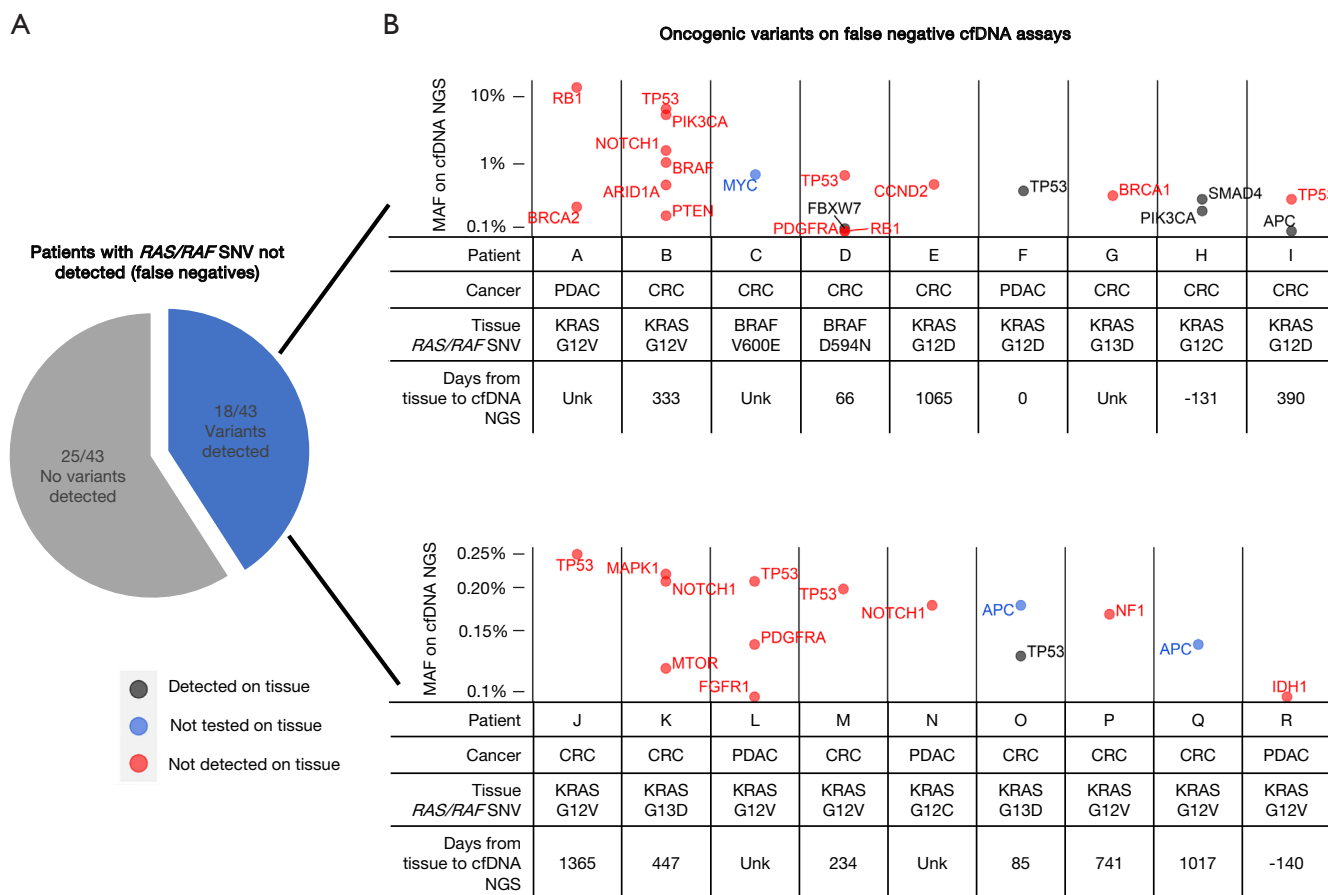 A
Patients with RAS/RAF SNV not
detected (false negatives)
18/43
Variants
detected
25/43
No variants
detected
Detected on tissue
Not tested on tissue
Not detected on tissue
B
Oncogenic variants on false negative cfDNA assays
MAF on cfDNA NGS
10%
1%
0.1%
RB1
BRCA2
TP53
PIK3CA
NOTCH1
BRAF
ARID1A
PTEN
MYC
TP53
FBXW7
PDGFRA
RB1
CCND2
TP53
BRCA1
SMAD4
PIK3CA
TP53
APC
Patient A B C D E F G H I
Cancer PDAC CRC CRC CRC CRC PDAC CRC CRC CRC
Tissue KRAS KRAS BRAF BRAF KRAS KRAS KRAS KRAS KRAS
RAS/RAF SNV G12V G12V V600E D594N G12D G12D G13D G12C G12D
Days from
tissue to cfDNA Unk 333 Unk 66 1065 0 Unk -131 390
NGS
MAF on cfDNA NGS
0.25%
0.20%
0.15%
0.1%
TP53
MAPK1
NOTCH1
MTOR
TP53
PDGFRA
FGFR1
TP53
NOTCH1
APC
TP53
NF1
APC
IDH1
Patient J K L M N O P Q R
Cancer CRC CRC PDAC CRC PDAC CRC CRC CRC PDAC
Tissue KRAS KRAS KRAS KRAS KRAS KRAS KRAS KRAS KRAS
RAS/RAF SNV G12V G13D G12V G12V G12C G13D G12V G12V G12V
Days from
tissue to cfDNA 1365 447 Unk 234 Unk 85 741 1017 -140
NGS